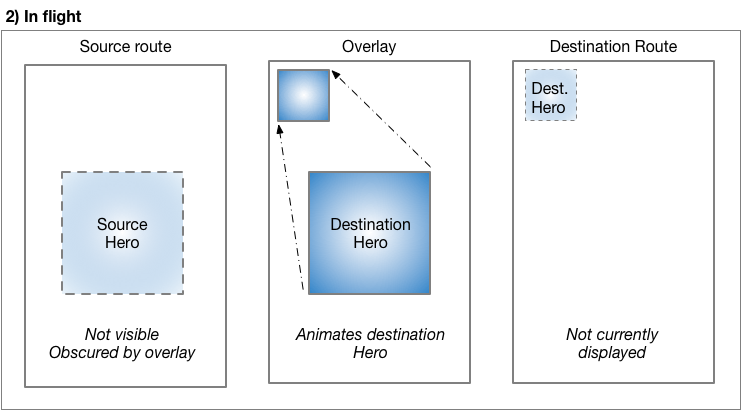 2) In flight
Source route
Overlay
Destination Route
Dest.
Hero
Source
Hero
Destination
Hero
Not visible
Obscured by overlay
Animates destination
Hero
Not currently
displayed